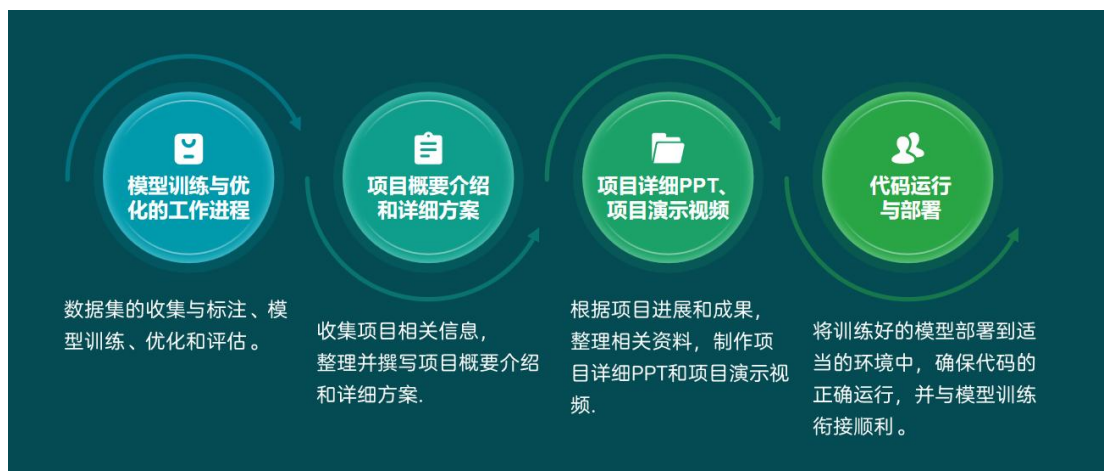 模型训练与优
化的工作进程
项目概要介绍
和详细方案
项目详细PPT、
项目演示视频
代码运行
与部署
数据集的收集与标注、模
型训练、优化和评估。
收集项目相关信息，
整理并撰写项目概要介绍
和详细方案.
根据项目进展和成果，
整理相关资料，制作项
目详细PPT和项目演示视
频.
将训练好的模型部署到适
当的环境中，确保代码的
正确运行，并与模型训练
衔接顺利。